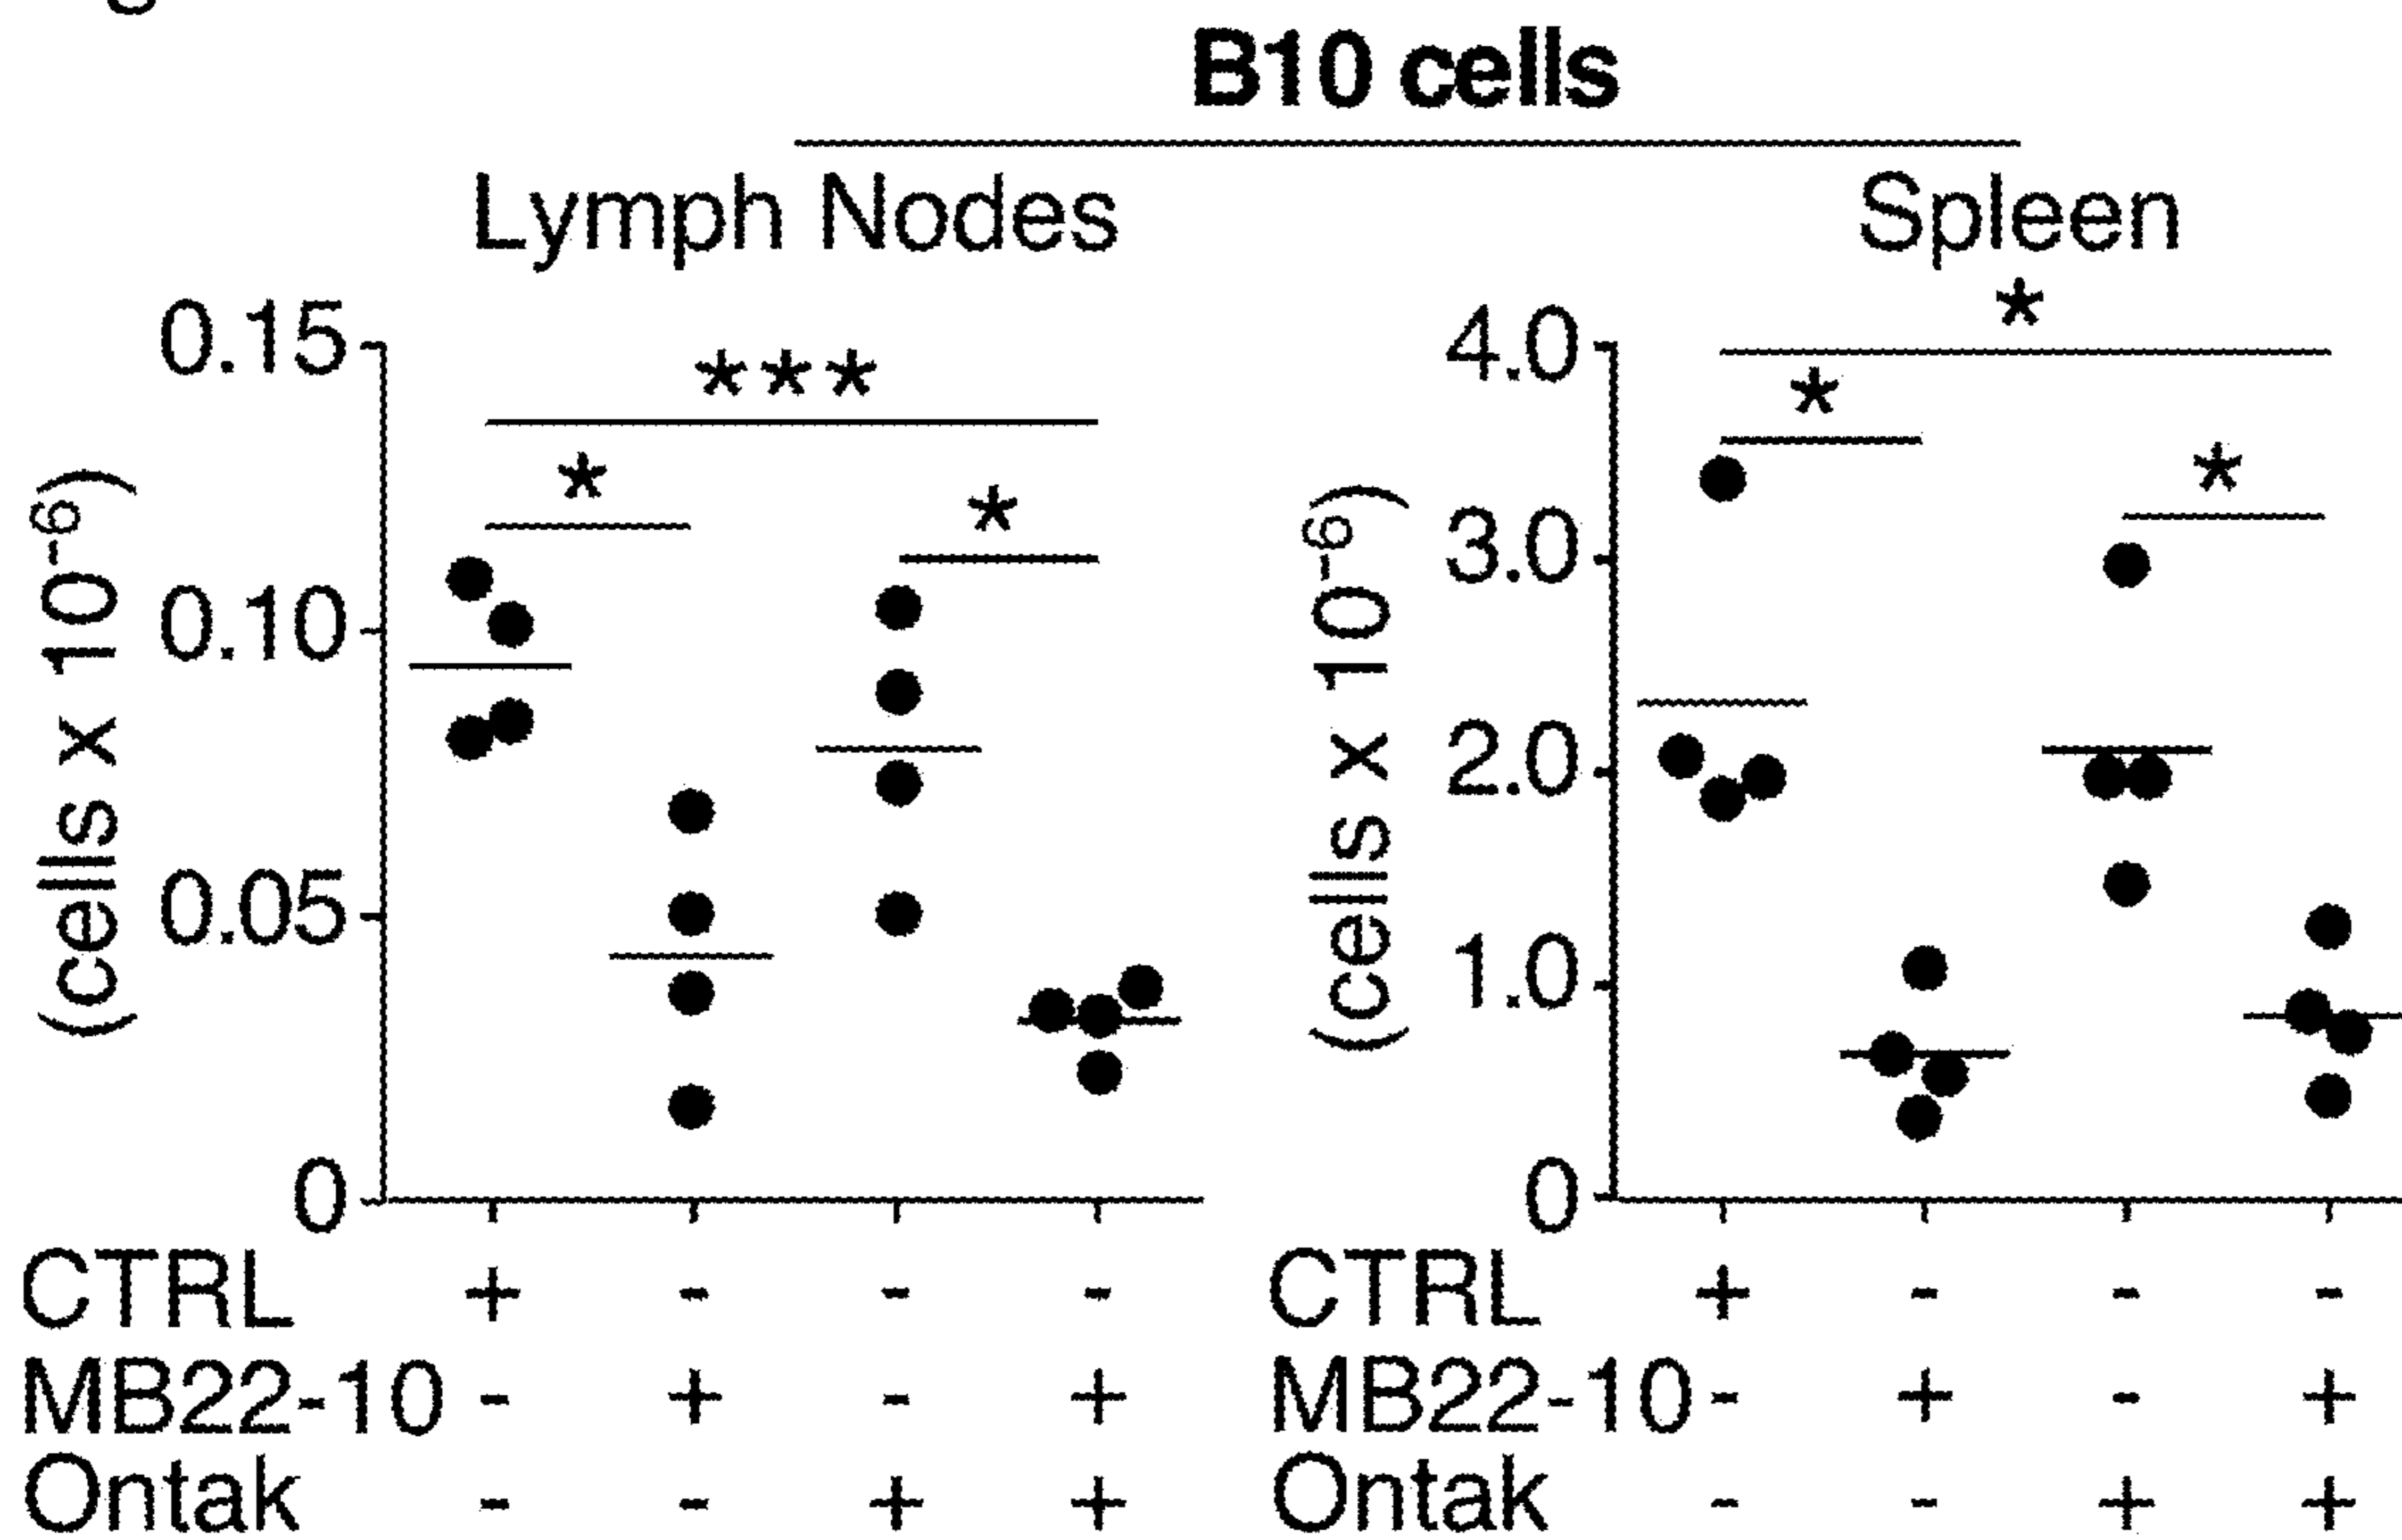 B10 cells
Lymph Nodes
(cells x 10⁻⁶)
0.15
0.10
0.05
0
***
*
*
CTRL + - - -
MB22-10 - + - +
Ontak - - + +
Spleen
(cells x 10⁻⁶)
4.0
3.0
2.0
1.0
0
*
*
*
CTRL + - - -
MB22-10 - + - +
Ontak - - + +